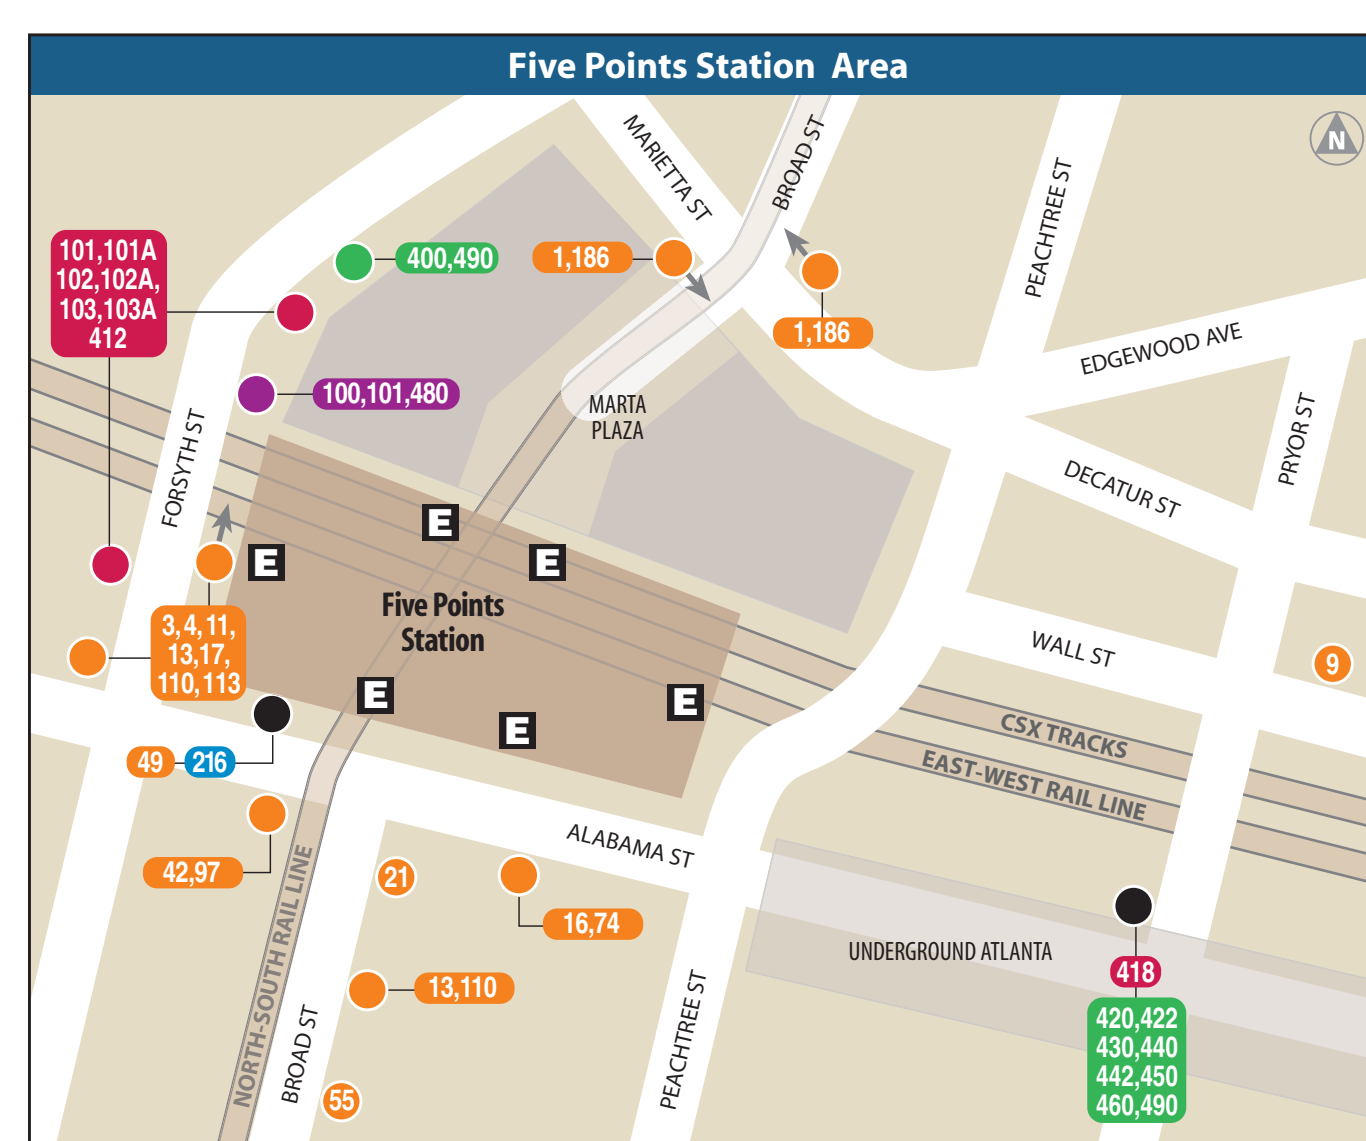 Five Points Station Area
N
MARIETTA ST
BROAD ST
PEACHTREE ST
101,101A
102,102A,
103,103A
412
400,490
1,186
1,186
EDGEWOOD AVE
100,101,480
MARTA
PLAZA
FORSYTH ST
PRYOR ST
DECATUR ST
E
E
E
Five Points
Station
3,4,11,
13,17,
110,113
WALL ST
9
E
E
E
CSX TRACKS
EAST-WEST RAIL LINE
49
216
ALABAMA ST
42,97
21
16,74
NORTH-SOUTH RAIL LINE
UNDERGROUND ATLANTA
418
420,422
430,440
442,450
460,490
13,110
BROAD ST
PEACHTREE ST
55